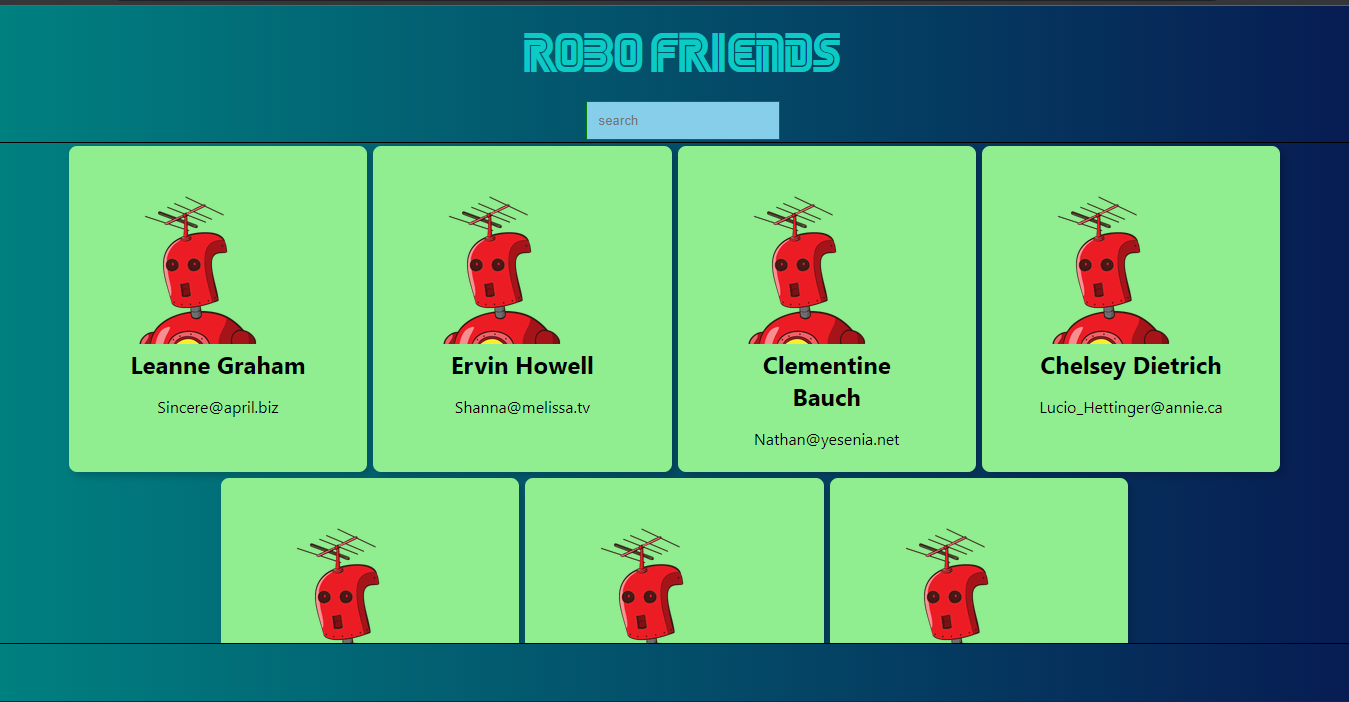 ROBO FRIENDS
search
Leanne Graham
Ervin Howell
Clementine
Bauch
Chelsey Dietrich
Sincere@april.biz
Shanna@melissa.tv
Nathan@yesenia.net
Lucio_Hettinger@annie.ca